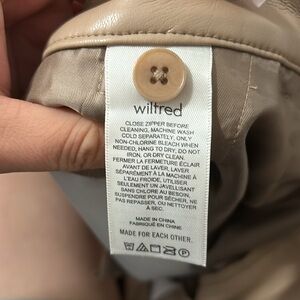 wilfred
CLOSE ZIPPER BEFORE
CLEANING, MACHINE WASH
COLD SEPARATELY, ONLY
NON-CHLORINE BLEACH WHEN
NEEDED, HANG TO DRY, DO NOT
IRON, OR DRY CLEAN.
FERMER LA FERMETURE ÉCLAIR
AVANT DE LAVER, LAVER
SÉPARÉMENT À LA MACHINE À
L'EAU FROIDE, UTILISER
SEULEMENT UN JAVELLISANT
SANS CHLORE AU BESOIN,
SUSPENDRE POUR SÉCHER, NE
PAS REPASSER, OU NETTOYER
À SEC.
MADE IN CHINA
FABRIQUÉ EN CHINE
MADE FOR EACH OTHER.